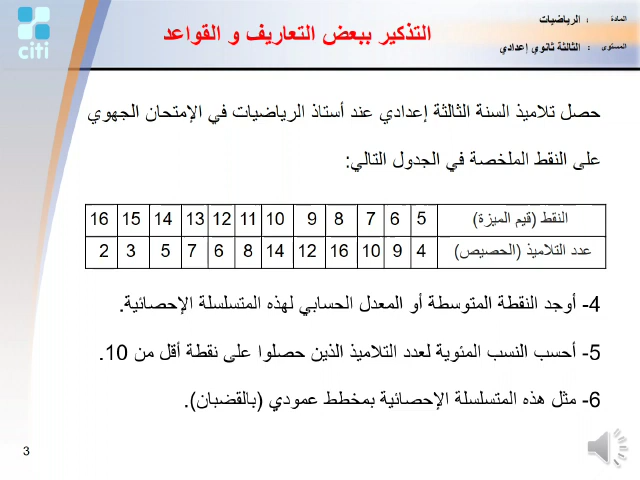 المادة : الرياضيات
المستوى : الثالثة ثانوي إعدادي
citi
التذكير ببعض التعاريف و القواعد
حصل تلاميذ السنة الثالثة إعدادي عند أستاذ الرياضيات في الإمتحان الجهوي
على النقط الملخصة في الجدول التالي:
النقط (قيم الميزة) 5 6 7 8 9 10 11 12 13 14 15 16
عدد التلاميذ (الحصيص) 4 9 10 16 12 14 8 6 7 5 3 2
4- أوجد النقطة المتوسطة أو المعدل الحسابي لهذه المتسلسلة الإحصائية.
5- أحسب النسب المئوية لعدد التلاميذ الذين حصلوا على نقطة أقل من 10.
6- مثل هذه المتسلسلة الإحصائية بمخطط عمودي (بالقضبان).
3